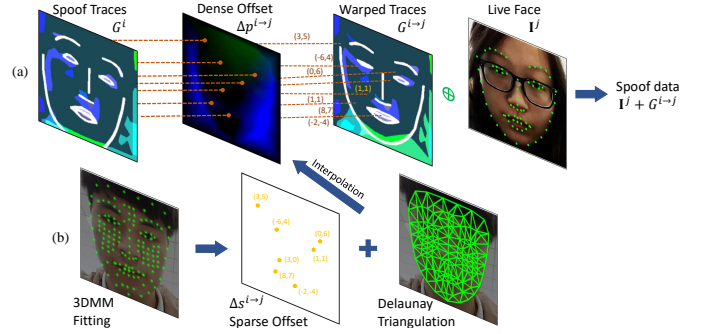 Spoof Traces
G^i
Dense Offset
Δp^{i→j}
Warped Traces
G^{i→j}
Live Face
I^j
(a)
(3,5)
(-6,4)
(0,6)
(1,1)
(1,1)
(8,7)
(-2,-4)
Spoof data
I^j + G^{i→j}
Interpolation
(b)
(3,5)
(-6,4)
(0,6)
(1,1)
(3,0)
(8,7)
(-2,-4)
3DMM
Fitting
Δs^{i→j}
Sparse Offset
Delaunay
Triangulation